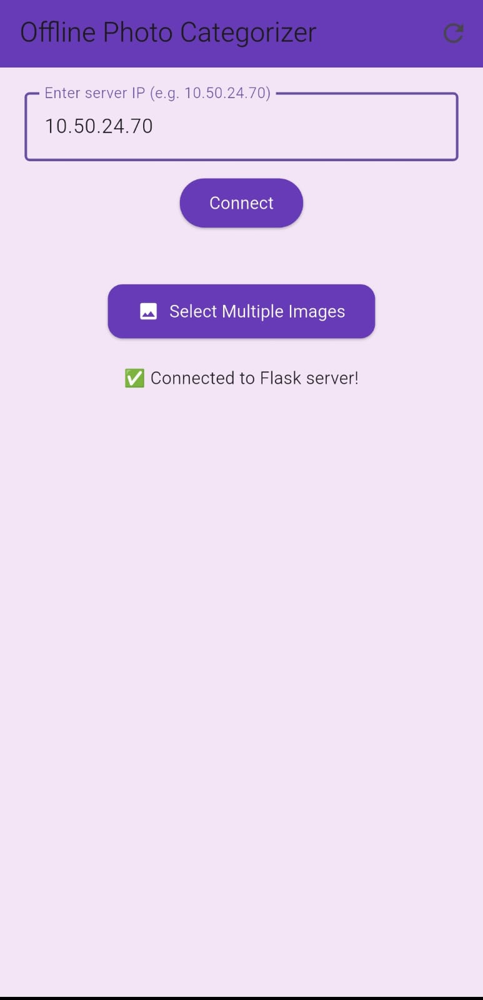 Offline Photo Categorizer
Enter server IP (e.g. 10.50.24.70)
10.50.24.70
Connect
Select Multiple Images
✅ Connected to Flask server!